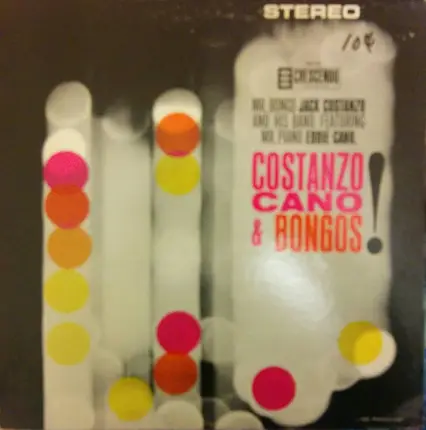 STEREO
10¢
CRESCENDO
MR. BONGO JACK COSTANZO
AND HIS BAND, FEATURING
MR. PIANO EDDIE CANO.
COSTANZO
CANO
& BONGOS!